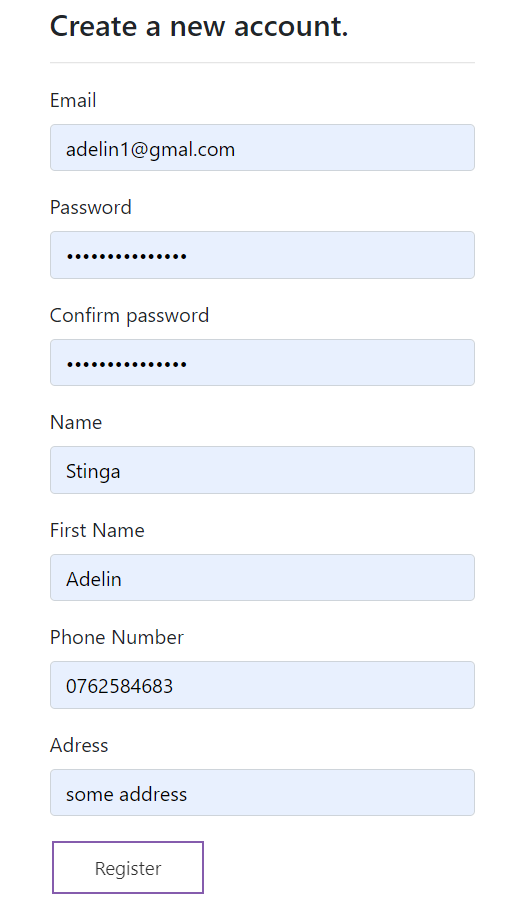 Create a new account.
Email
adelin1@gmal.com
Password
•••••••••••••••
Confirm password
•••••••••••••••
Name
Stinga
First Name
Adelin
Phone Number
0762584683
Adress
some address
Register